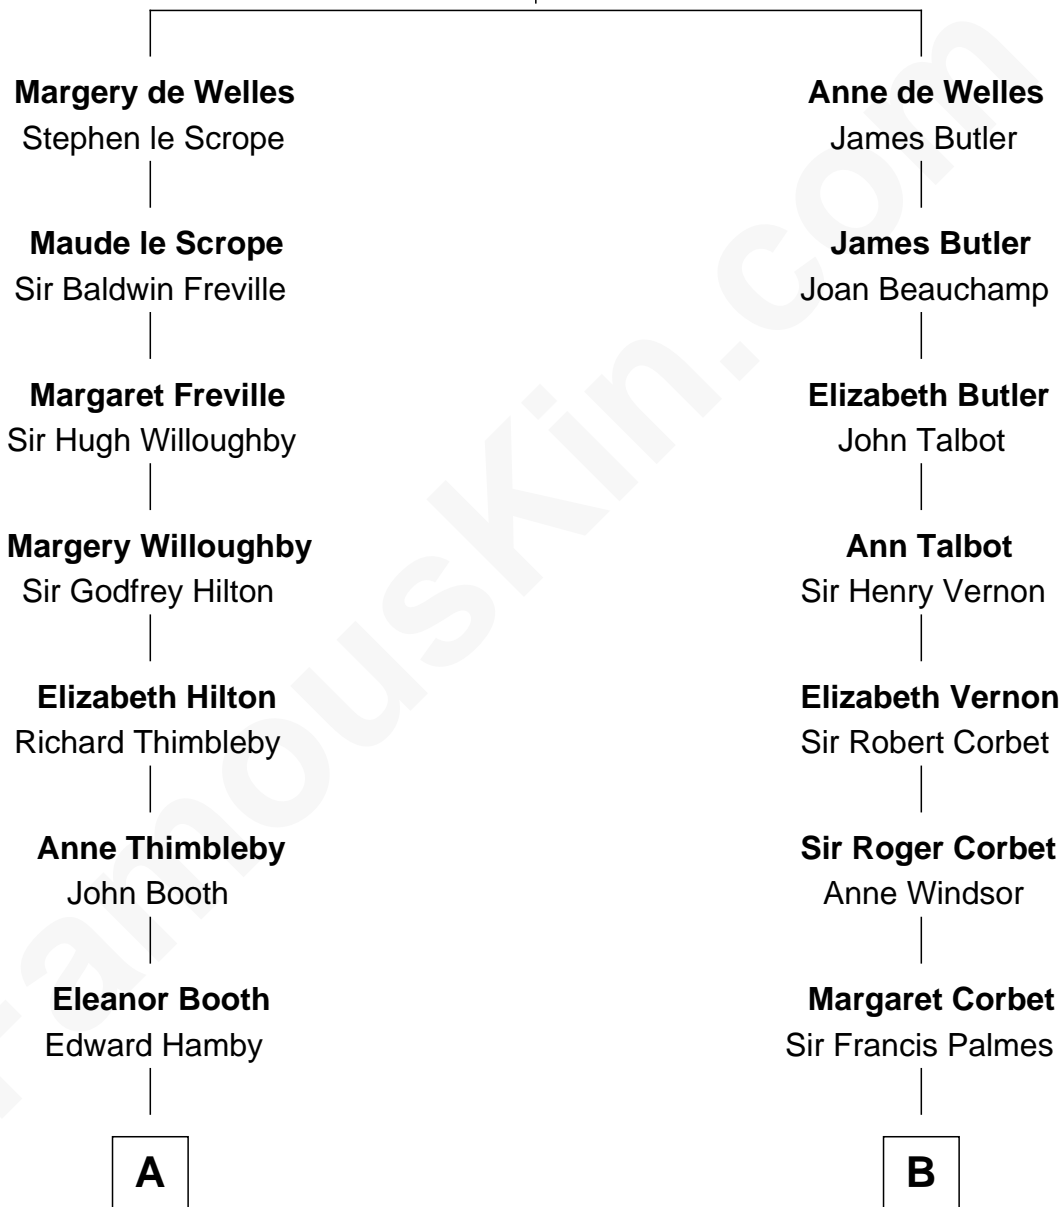 Margery de Welles
Stephen le Scrope
Maude le Scrope
Sir Baldwin Freville
Margaret Freville
Sir Hugh Willoughby
Margery Willoughby
Sir Godfrey Hilton
Elizabeth Hilton
Richard Thimbleby
Anne Thimbleby
John Booth
Eleanor Booth
Edward Hamby
A
Anne de Welles
James Butler
James Butler
Joan Beauchamp
Elizabeth Butler
John Talbot
Ann Talbot
Sir Henry Vernon
Elizabeth Vernon
Sir Robert Corbet
Sir Roger Corbet
Anne Windsor
Margaret Corbet
Sir Francis Palmes
B
FamousKin.com